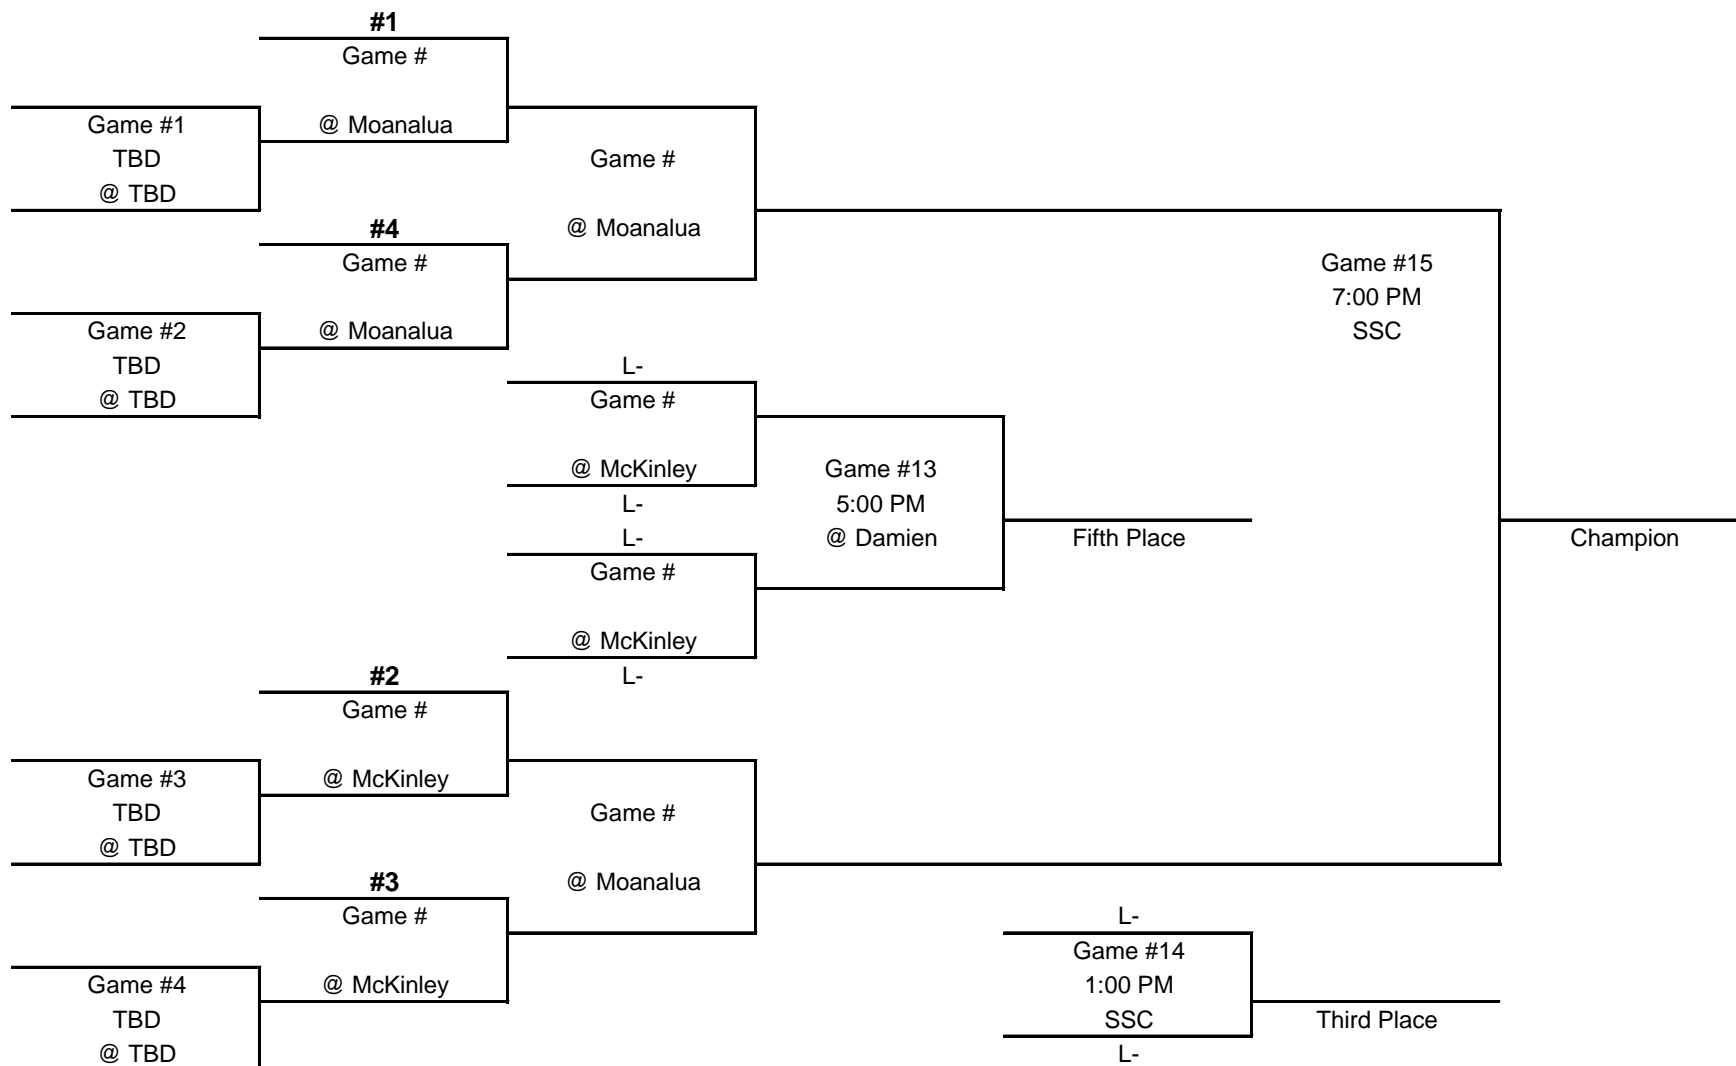 #1
Game #
@ Moanalua
Game #1
TBD
@ TBD
Game #
@ Moanalua
#4
Game #
@ Moanalua
Game #2
TBD
@ TBD
Game #15
7:00 PM
SSC
L-
Game #
@ McKinley
L-
Game #13
5:00 PM
@ Damien
L-
Game #
@ McKinley
L-
Fifth Place
Champion
#2
Game #
@ McKinley
Game #3
TBD
@ TBD
Game #
@ Moanalua
#3
Game #
@ McKinley
Game #4
TBD
@ TBD
L-
Game #14
1:00 PM
SSC
L-
Third Place